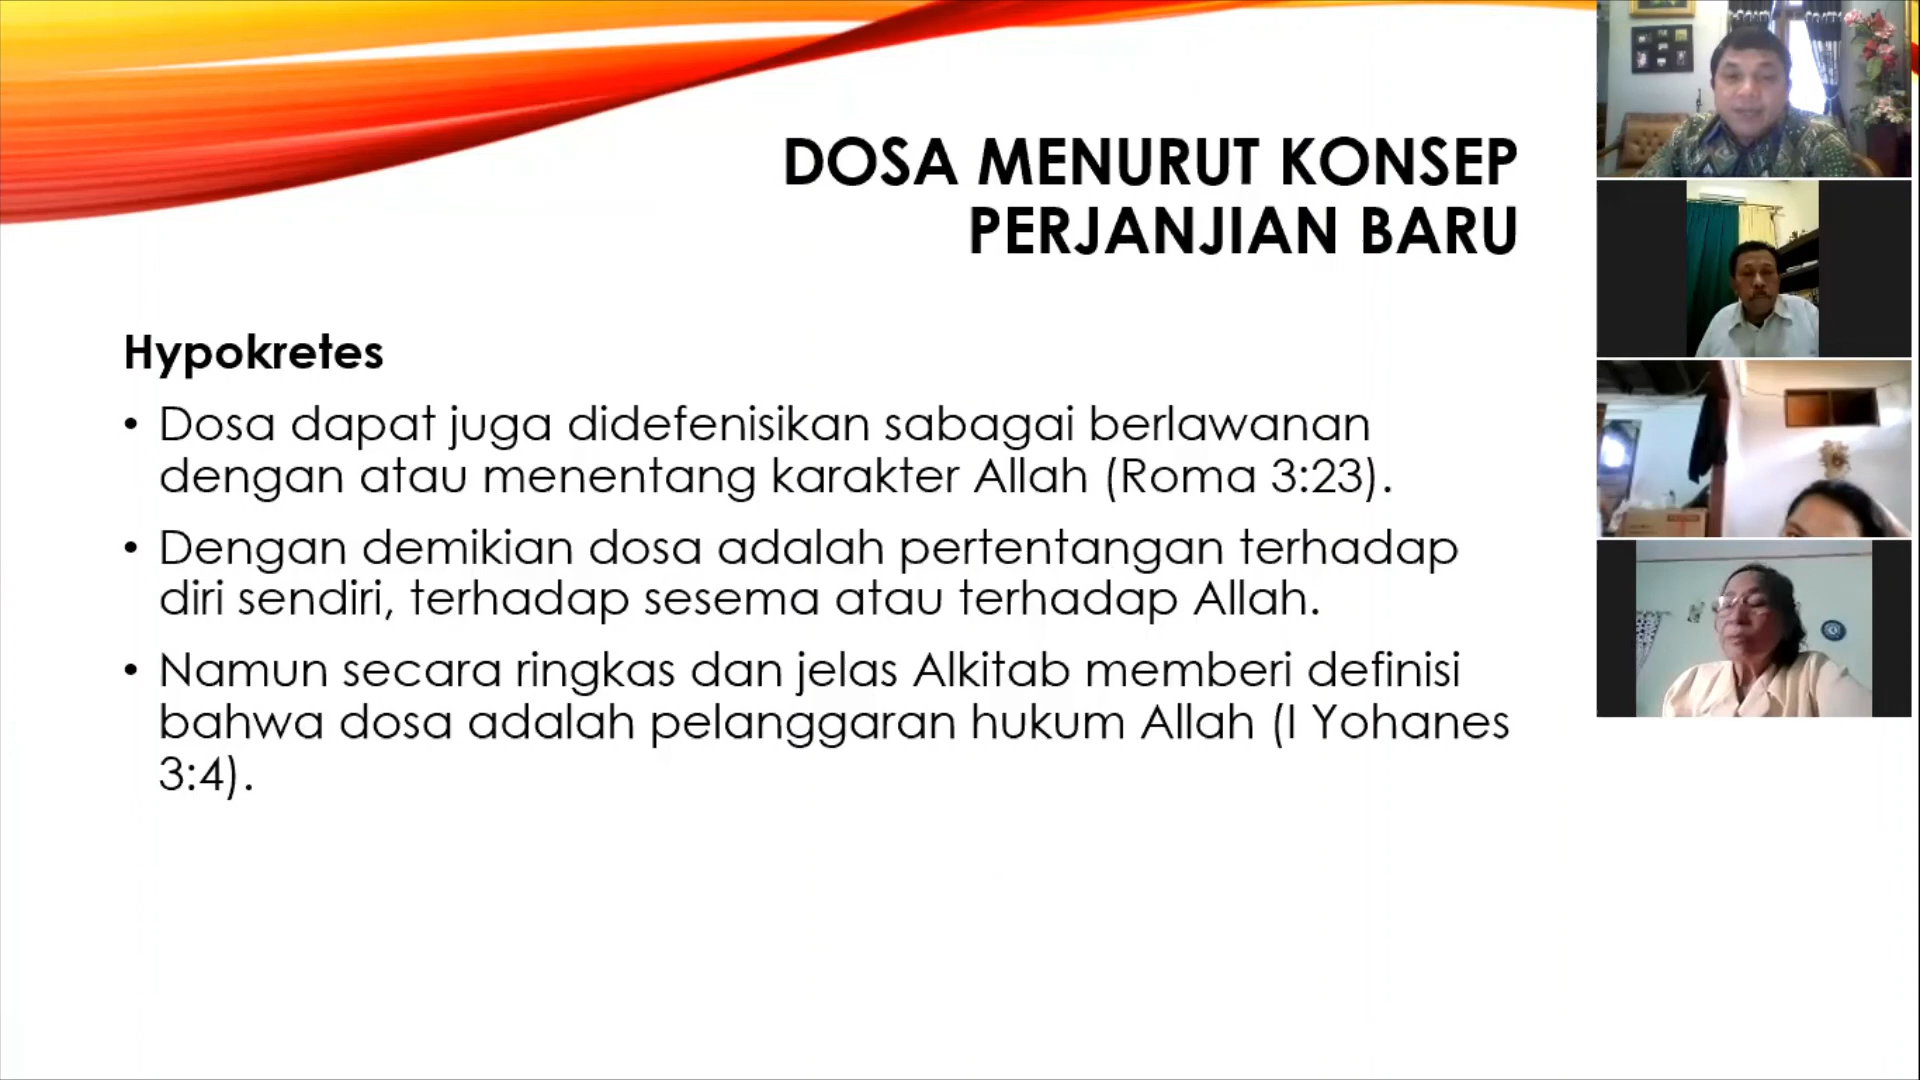 DOSA MENURUT KONSEP
PERJANJIAN BARU
Hypokretes
• Dosa dapat juga didefenisikan sabagai berlawanan
dengan atau menentang karakter Allah (Roma 3:23).
• Dengan demikian dosa adalah pertentangan terhadap
diri sendiri, terhadap sesema atau terhadap Allah.
• Namun secara ringkas dan jelas Alkitab memberi definisi
bahwa dosa adalah pelanggaran hukum Allah (I Yohanes
3:4).